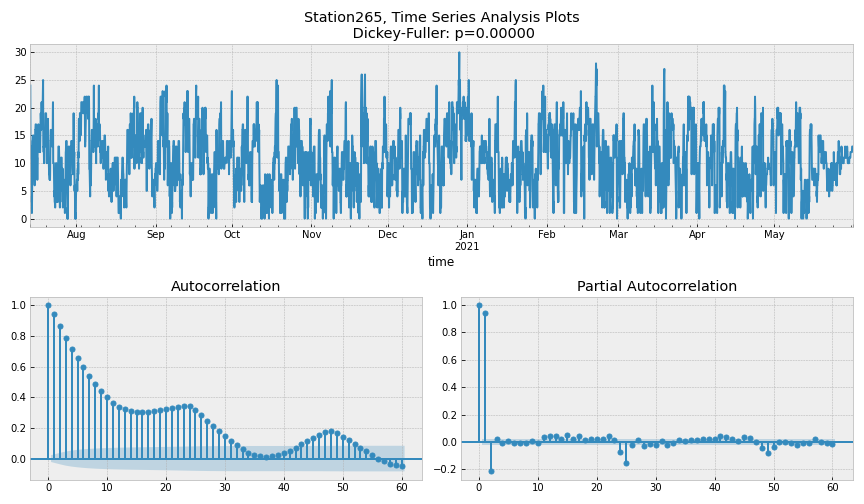 Station265, Time Series Analysis Plots
Dickey-Fuller: p=0.00000
30
25
20
15
10
5
0
Aug Sep Oct Nov Dec Jan Feb Mar Apr May
2021
time
Autocorrelation Partial Autocorrelation
1.0 1.0
0.8 0.8
0.6 0.6
0.4 0.4
0.2 0.2
0.0 0.0
−0.2
0 10 20 30 40 50 60 0 10 20 30 40 50 60